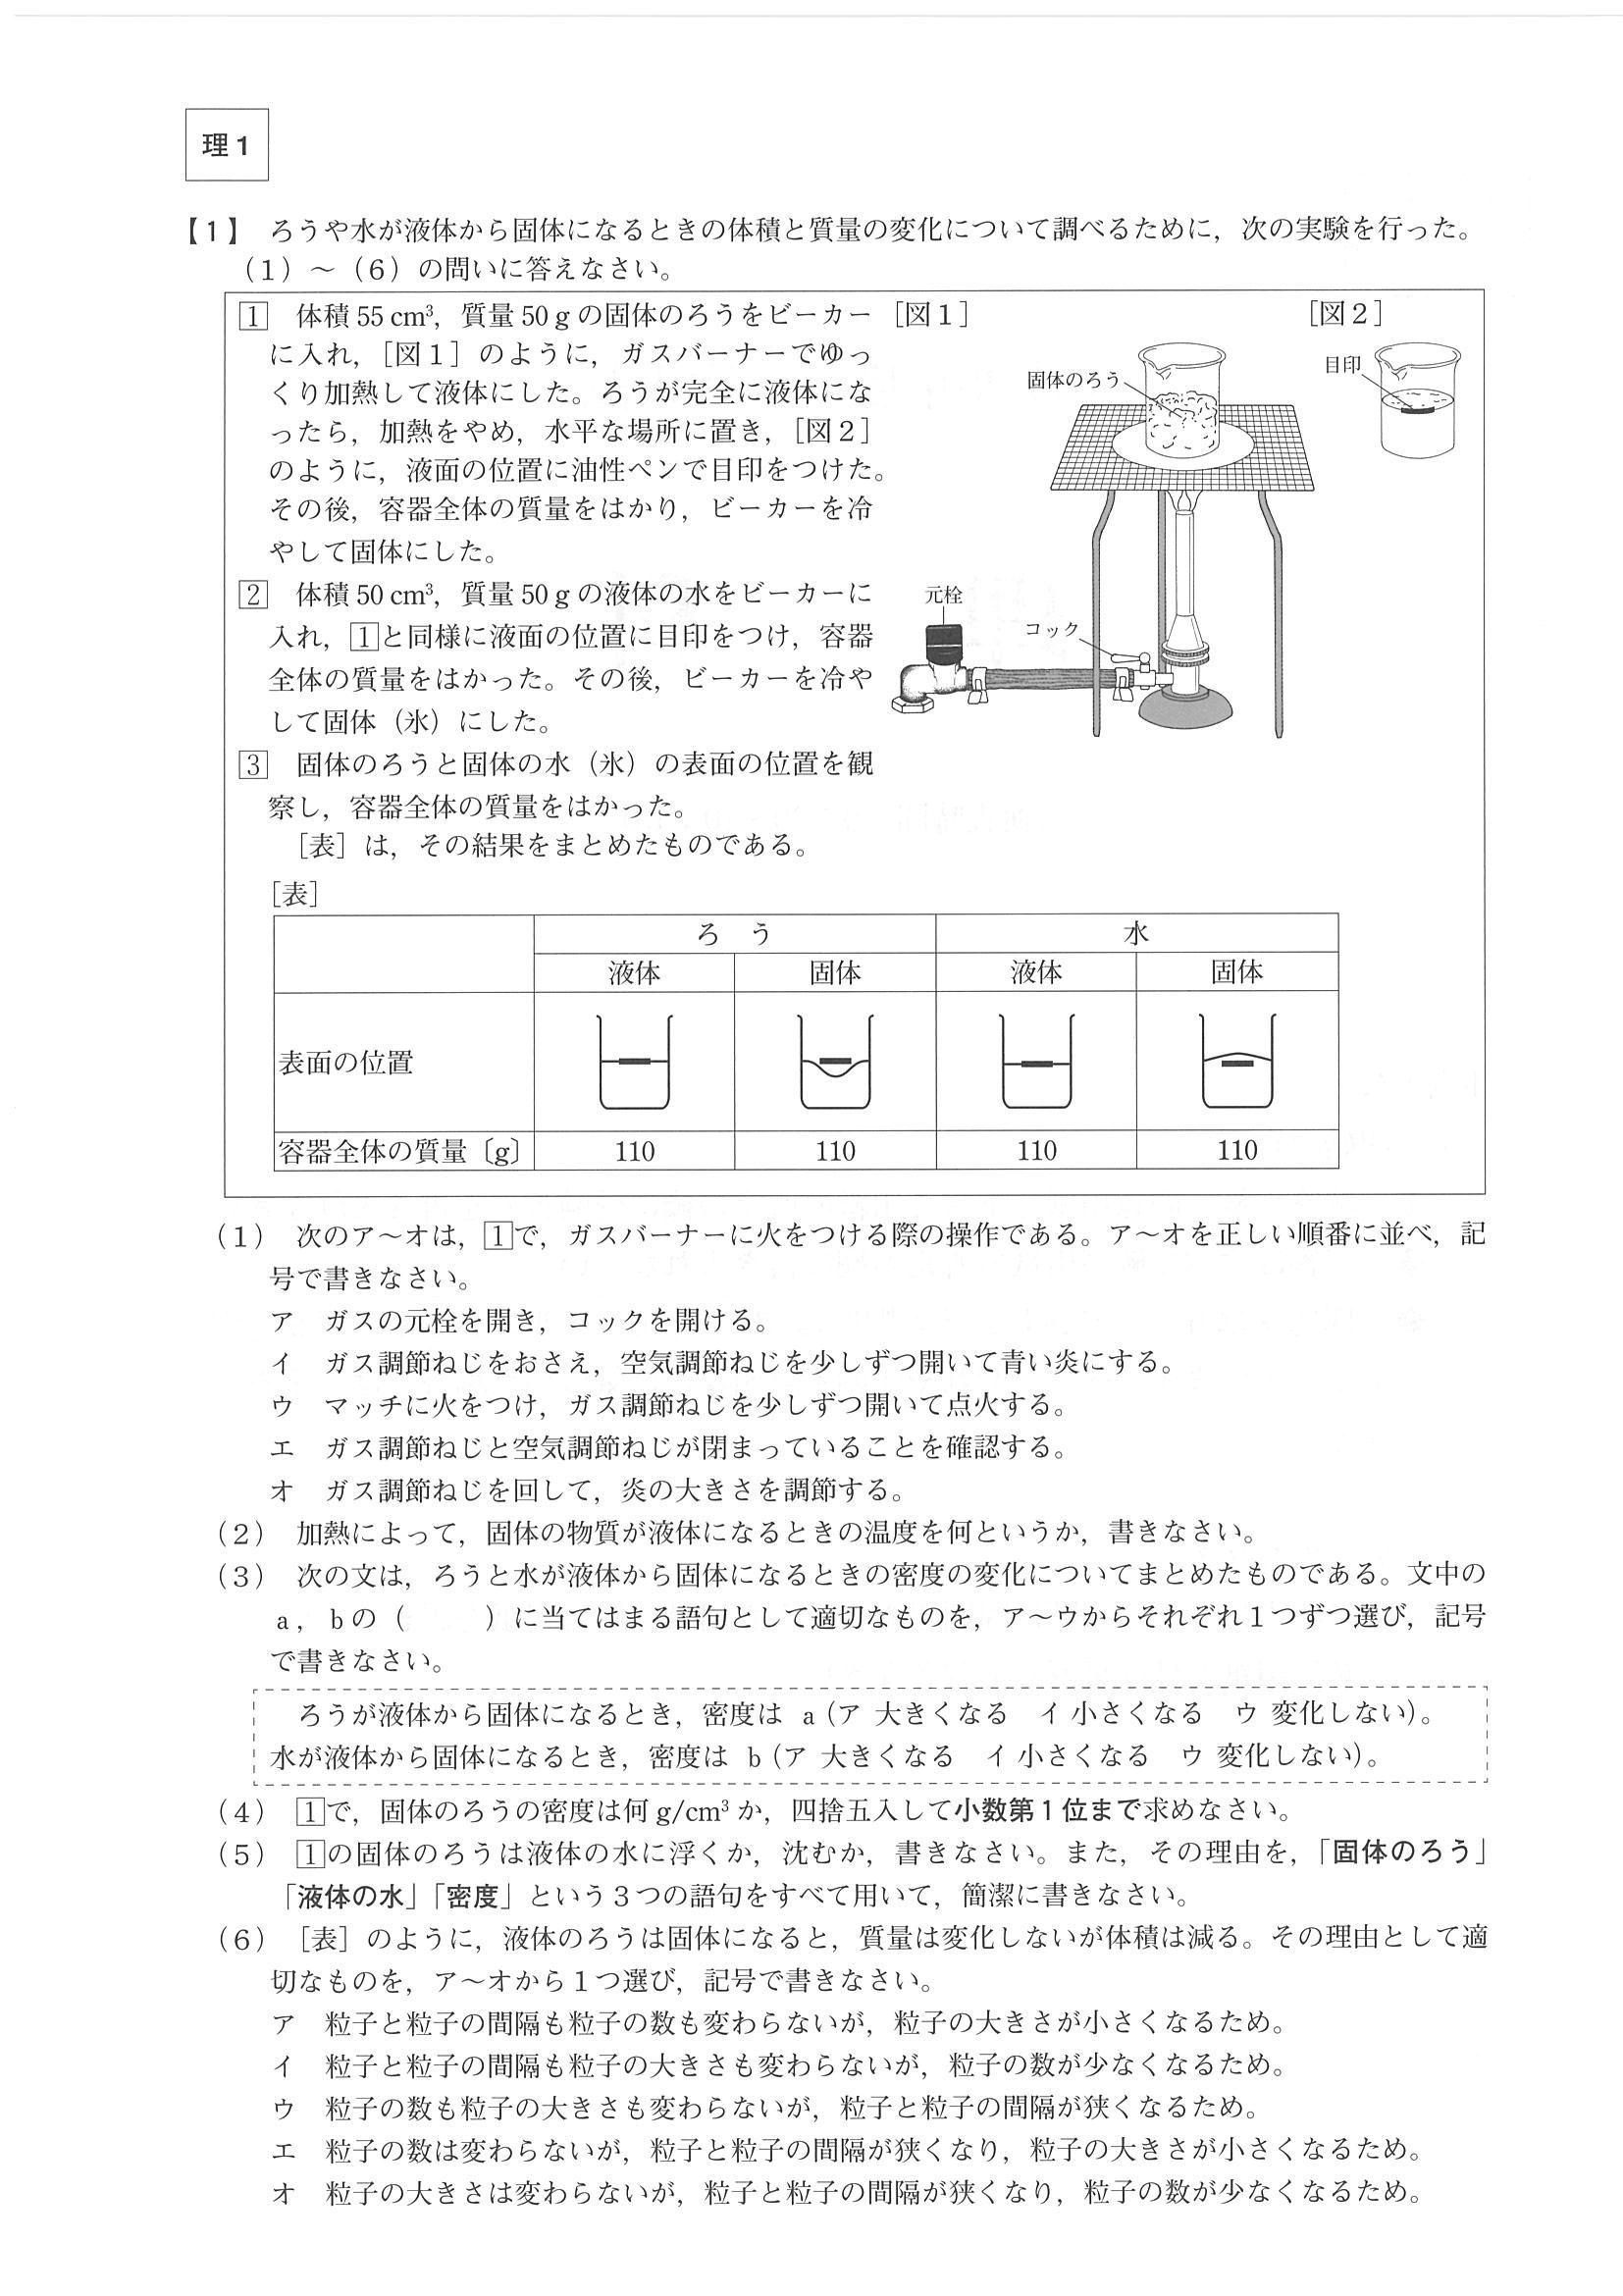 理1
【1】 ろうや水が液体から固体になるときの体積と質量の変化について調べるために，次の実験を行った。
（1）～（6）の問いに答えなさい。
1 体積 55 cm³，質量 50 g の固体のろうをビーカー
に入れ，［図１］のように，ガスバーナーでゆっ
くり加熱して液体にした。ろうが完全に液体にな
ったら，加熱をやめ，水平な場所に置き，［図２］
のように，液面の位置に油性ペンで目印をつけた。
その後，容器全体の質量をはかり，ビーカーを冷
やして固体にした。
2 体積 50 cm³，質量 50 g の液体の水をビーカーに
入れ，1と同様に液面の位置に目印をつけ，容器
全体の質量をはかった。その後，ビーカーを冷や
して固体（氷）にした。
3 固体のろうと固体の水（氷）の表面の位置を観
察し，容器全体の質量をはかった。
［表］は，その結果をまとめたものである。
［図１］
固体のろう
元栓
コック
［図２］
目印
［表］
ろう 水
液体 固体 液体 固体
表面の位置
容器全体の質量〔g〕 110 110 110 110
（1） 次のア～オは，1で，ガスバーナーに火をつける際の操作である。ア～オを正しい順番に並べ，記
号で書きなさい。
ア ガスの元栓を開き，コックを開ける。
イ ガス調節ねじをおさえ，空気調節ねじを少しずつ開いて青い炎にする。
ウ マッチに火をつけ，ガス調節ねじを少しずつ開いて点火する。
エ ガス調節ねじと空気調節ねじが閉まっていることを確認する。
オ ガス調節ねじを回して，炎の大きさを調節する。
（2） 加熱によって，固体の物質が液体になるときの温度を何というか，書きなさい。
（3） 次の文は，ろうと水が液体から固体になるときの密度の変化についてまとめたものである。文中の
a，bの（ ）に当てはまる語句として適切なものを，ア～ウからそれぞれ１つずつ選び，記号
で書きなさい。
ろうが液体から固体になるとき，密度は a（ア 大きくなる イ 小さくなる ウ 変化しない）。
水が液体から固体になるとき，密度は b（ア 大きくなる イ 小さくなる ウ 変化しない）。
（4） 1で，固体のろうの密度は何 g/cm³ か，四捨五入して小数第１位まで求めなさい。
（5） 1の固体のろうは液体の水に浮くか，沈むか，書きなさい。また，その理由を，「固体のろう」
「液体の水」「密度」という３つの語句をすべて用いて，簡潔に書きなさい。
（6） ［表］のように，液体のろうは固体になると，質量は変化しないが体積は減る。その理由として適
切なものを，ア～オから１つ選び，記号で書きなさい。
ア 粒子と粒子の間隔も粒子の数も変わらないが，粒子の大きさが小さくなるため。
イ 粒子と粒子の間隔も粒子の大きさも変わらないが，粒子の数が少なくなるため。
ウ 粒子の数も粒子の大きさも変わらないが，粒子と粒子の間隔が狭くなるため。
エ 粒子の数は変わらないが，粒子と粒子の間隔が狭くなり，粒子の大きさが小さくなるため。
オ 粒子の大きさは変わらないが，粒子と粒子の間隔が狭くなり，粒子の数が少なくなるため。